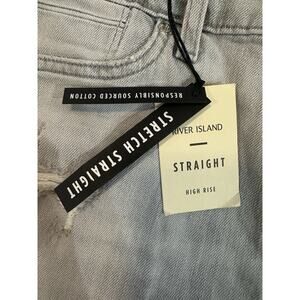 RESPONSIBLY SOURCED COTTON
STRETCH STRAIGHT
RIVER ISLAND
STRAIGHT
HIGH RISE